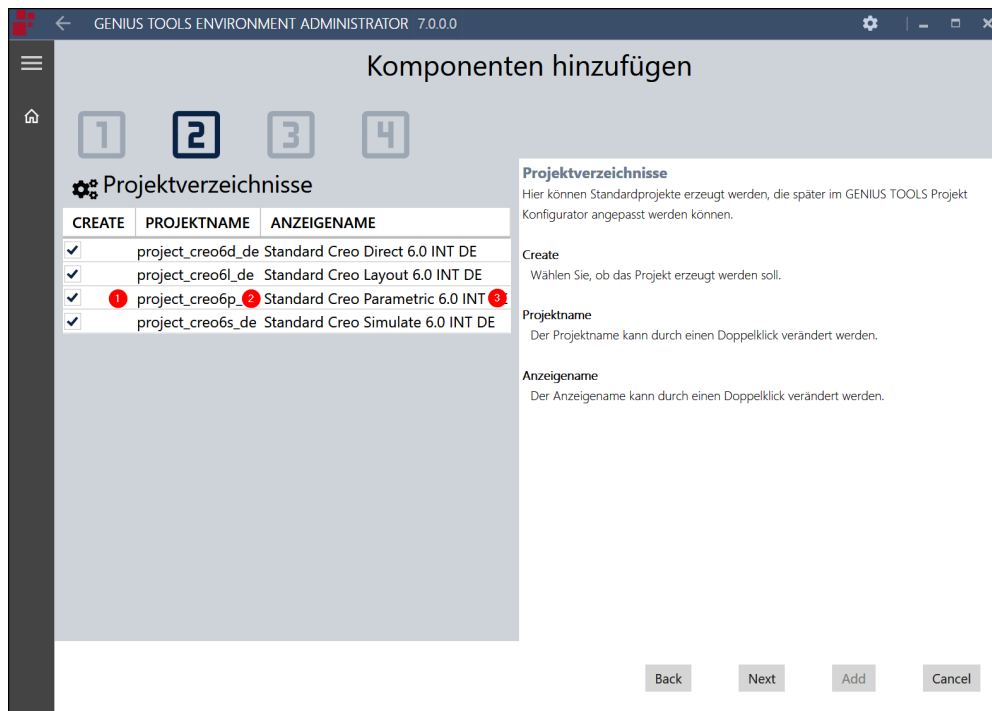 GENIUS TOOLS ENVIRONMENT ADMINISTRATOR 7.0.0.0
Komponenten hinzufügen
1 2 3 4
Projektverzeichnisse
CREATE PROJEKTNAME ANZEIGENAME
project_creo6d_de Standard Creo Direct 6.0 INT DE
project_creo6l_de Standard Creo Layout 6.0 INT DE
1 project_creo6p_ 2 Standard Creo Parametric 6.0 INT 3
project_creo6s_de Standard Creo Simulate 6.0 INT DE
Projektverzeichnisse
Hier können Standardprojekte erzeugt werden, die später im GENIUS TOOLS Projekt
Konfigurator angepasst werden können.
Create
Wählen Sie, ob das Projekt erzeugt werden soll.
Projektname
Der Projektname kann durch einen Doppelklick verändert werden.
Anzeigename
Der Anzeigename kann durch einen Doppelklick verändert werden.
Back Next Add Cancel